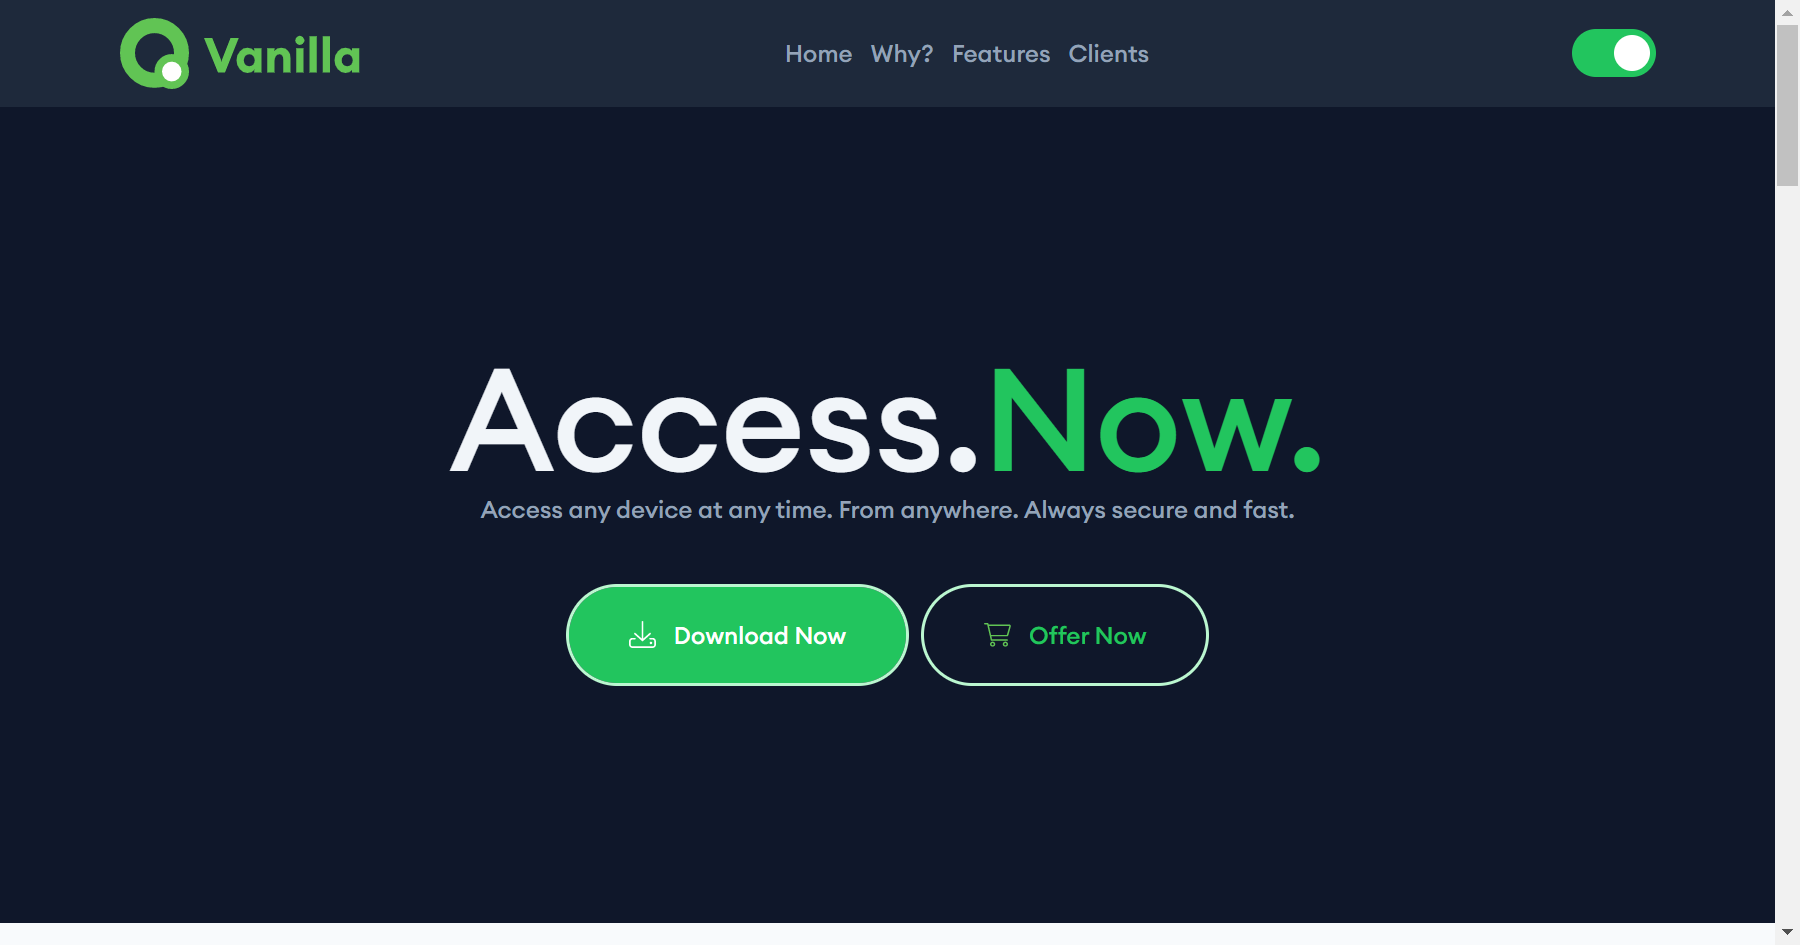 Vanilla
Home Why? Features Clients
Access.Now.
Access any device at any time. From anywhere. Always secure and fast.
Download Now
Offer Now